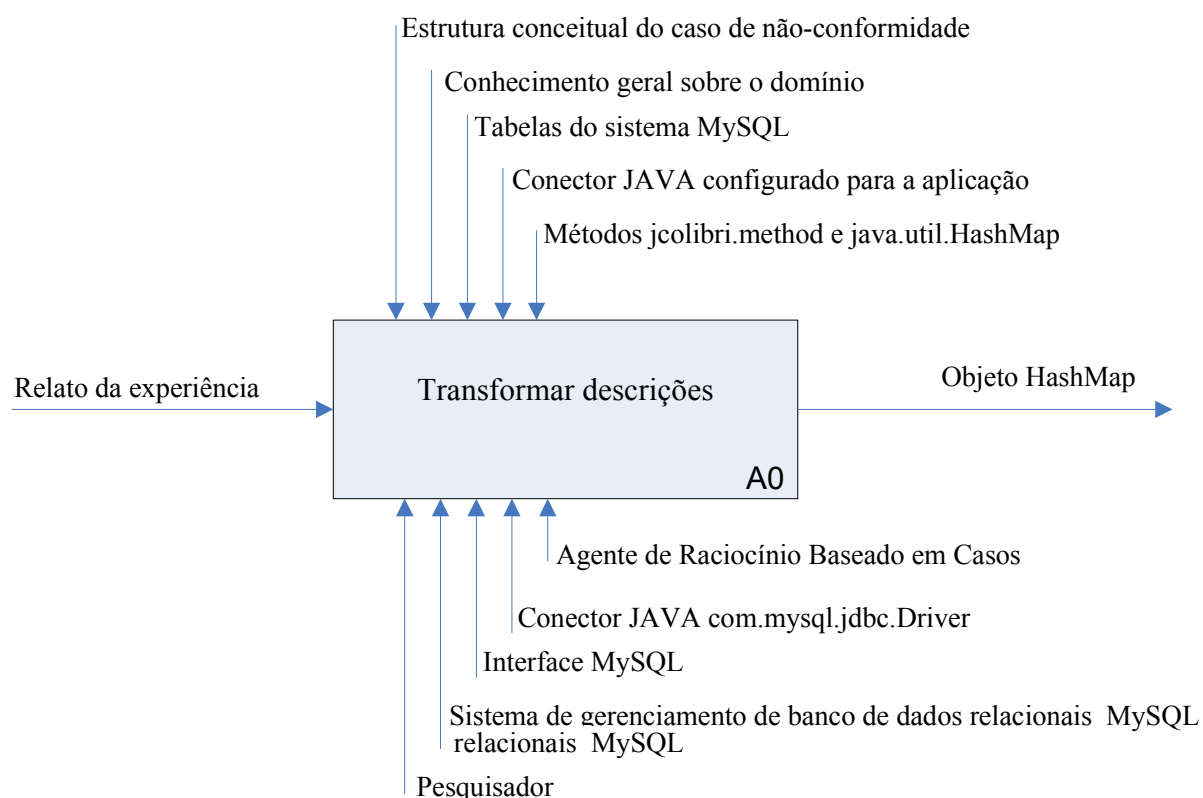 Estrutura conceitual do caso de não-conformidade
Conhecimento geral sobre o domínio
Tabelas do sistema MySQL
Conector JAVA configurado para a aplicação
Métodos jcolibri.method e java.util.HashMap
Relato da experiência
Transformar descrições
Objeto HashMap
A0
Agente de Raciocínio Baseado em Casos
Conector JAVA com.mysql.jdbc.Driver
Interface MySQL
Sistema de gerenciamento de banco de dados relacionais MySQL
relacionais MySQL
Pesquisador